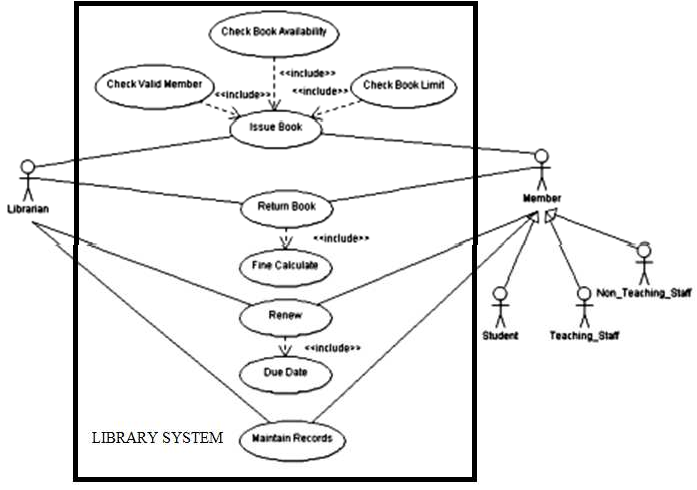 Check Book Availability
<<include>>
Check Valid Member
<<include>>
<<include>>
Check Book Limit
Issue Book
Librarian
Member
Return Book
<<include>>
Fine Calculate
Non_Teaching_Staff
Renew
Student
Teaching_Staff
<<include>>
Due Date
LIBRARY SYSTEM
Maintain Records